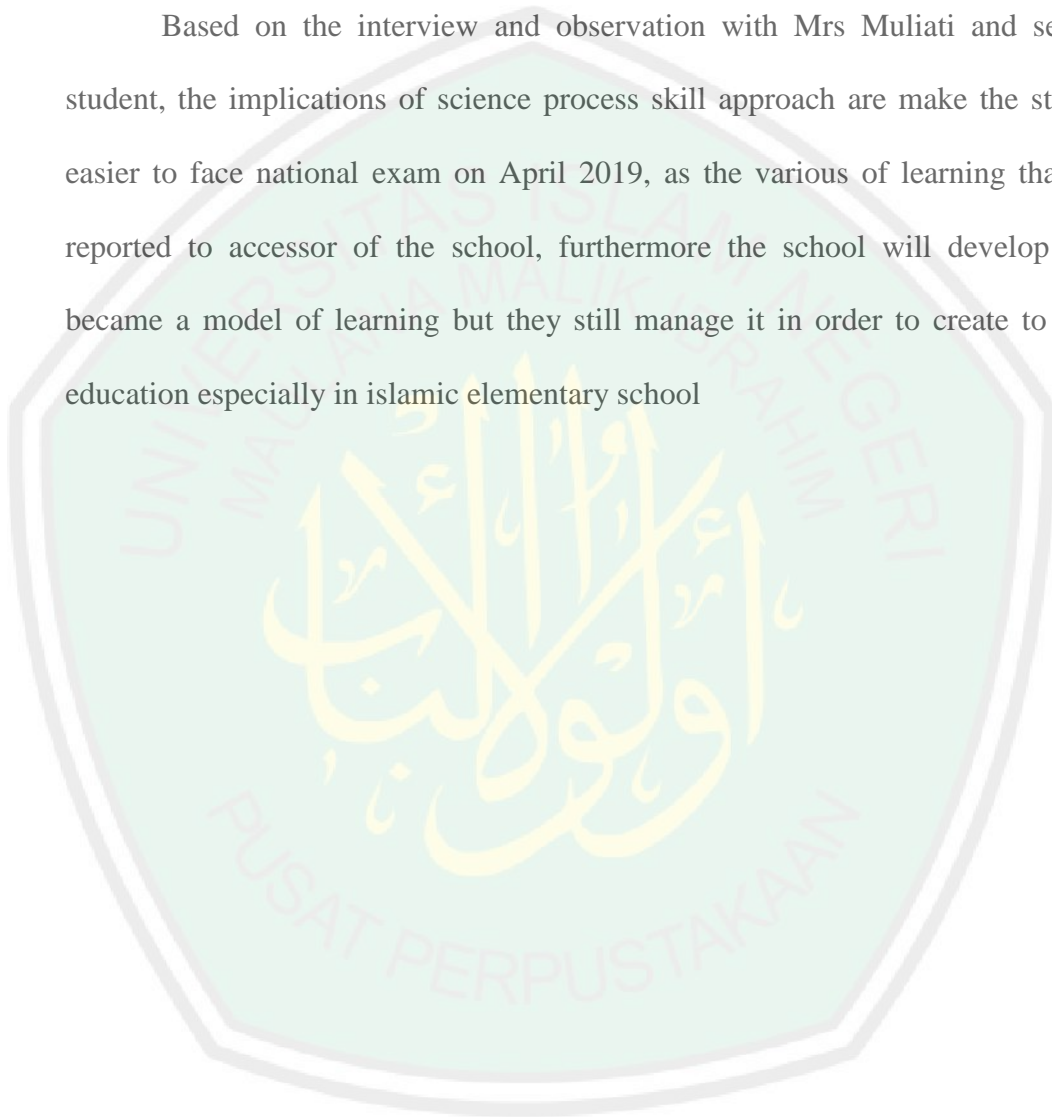 Based on the interview and observation with Mrs Muliati and
student, the implications of science process skill approach are make the
easier to face national exam on April 2019, as the various of learning
reported to accessor of the school, furthermore the school will develop
became a model of learning but they still manage it in order to create to
education especially in islamic elementary school
UNIVERSITAS ISLAM NEGERI
MAULANA MALIK IBRAHIM
PUSAT PERPUSTAKAAN